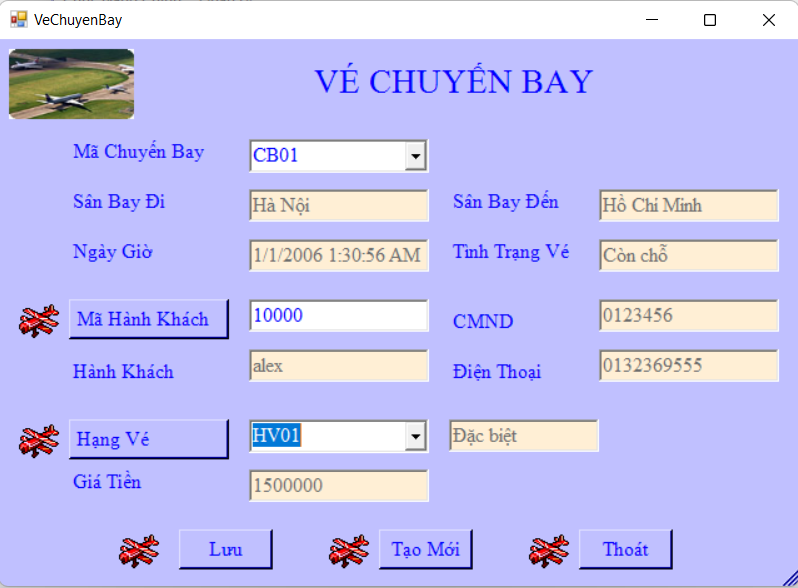 VeChuyenBay
VÉ CHUYẾN BAY
Mã Chuyến Bay CB01
Sân Bay Đi Hà Nội Sân Bay Đến Hồ Chí Minh
Ngày Giờ 1/1/2006 1:30:56 AM Tình Trạng Vé Còn chỗ
Mã Hành Khách 10000 CMND 0123456
Hành Khách alex Điện Thoại 0132369555
Hạng Vé HV01 Đặc biệt
Giá Tiền 1500000
Lưu Tạo Mới Thoát